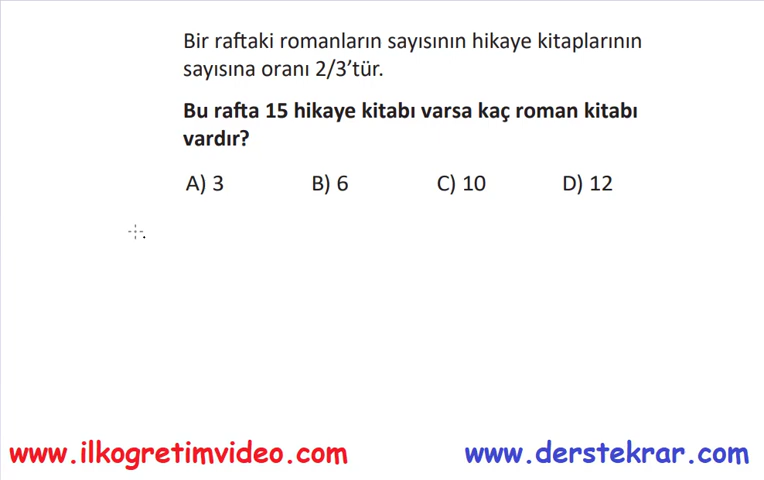 Bir raftaki romanların sayısının hikaye kitaplarının
sayısına oranı 2/3’tür.
Bu rafta 15 hikaye kitabı varsa kaç roman kitabı
vardır?
A) 3 B) 6 C) 10 D) 12
www.ilkogretimvideo.com www.derstekrar.com